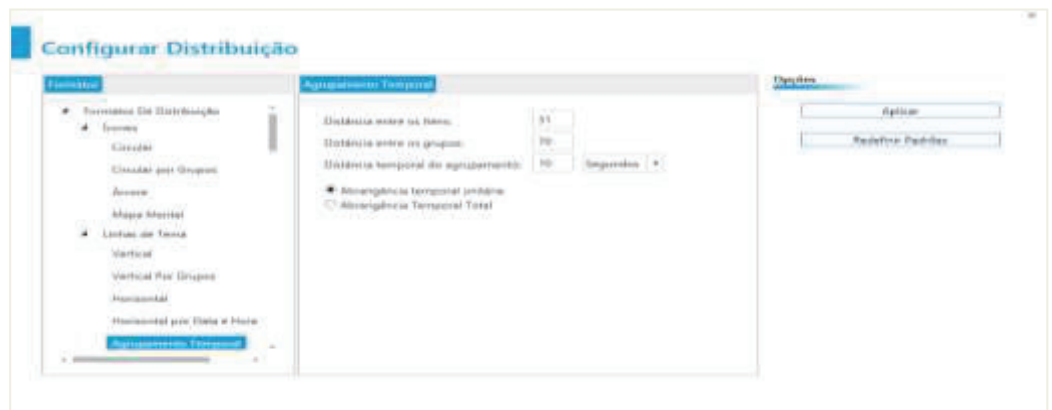 Configurar Distribuição
Formatos
Formatos De Distribuição
Ícones
Circular
Circular por Grupos
Árvore
Mapa Mental
Linhas de Tema
Vertical
Vertical Por Grupos
Horizontal
Horizontal por Data e Hora
Agrupamento Temporal
Agrupamento Temporal
Distância entre os itens:
Distância entre os grupos:
Distância temporal do agrupamento:
Segundos
Abrangência temporal unitária
Abrangência Temporal Total
Opções
Aplicar
Redefinir Padrões